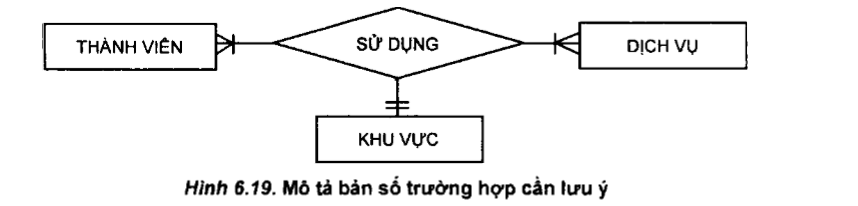 THÀNH VIÊN
SỬ DỤNG
DỊCH VỤ
KHU VỰC
Hình 6.19. Mô tả bản số trường hợp cần lưu ý